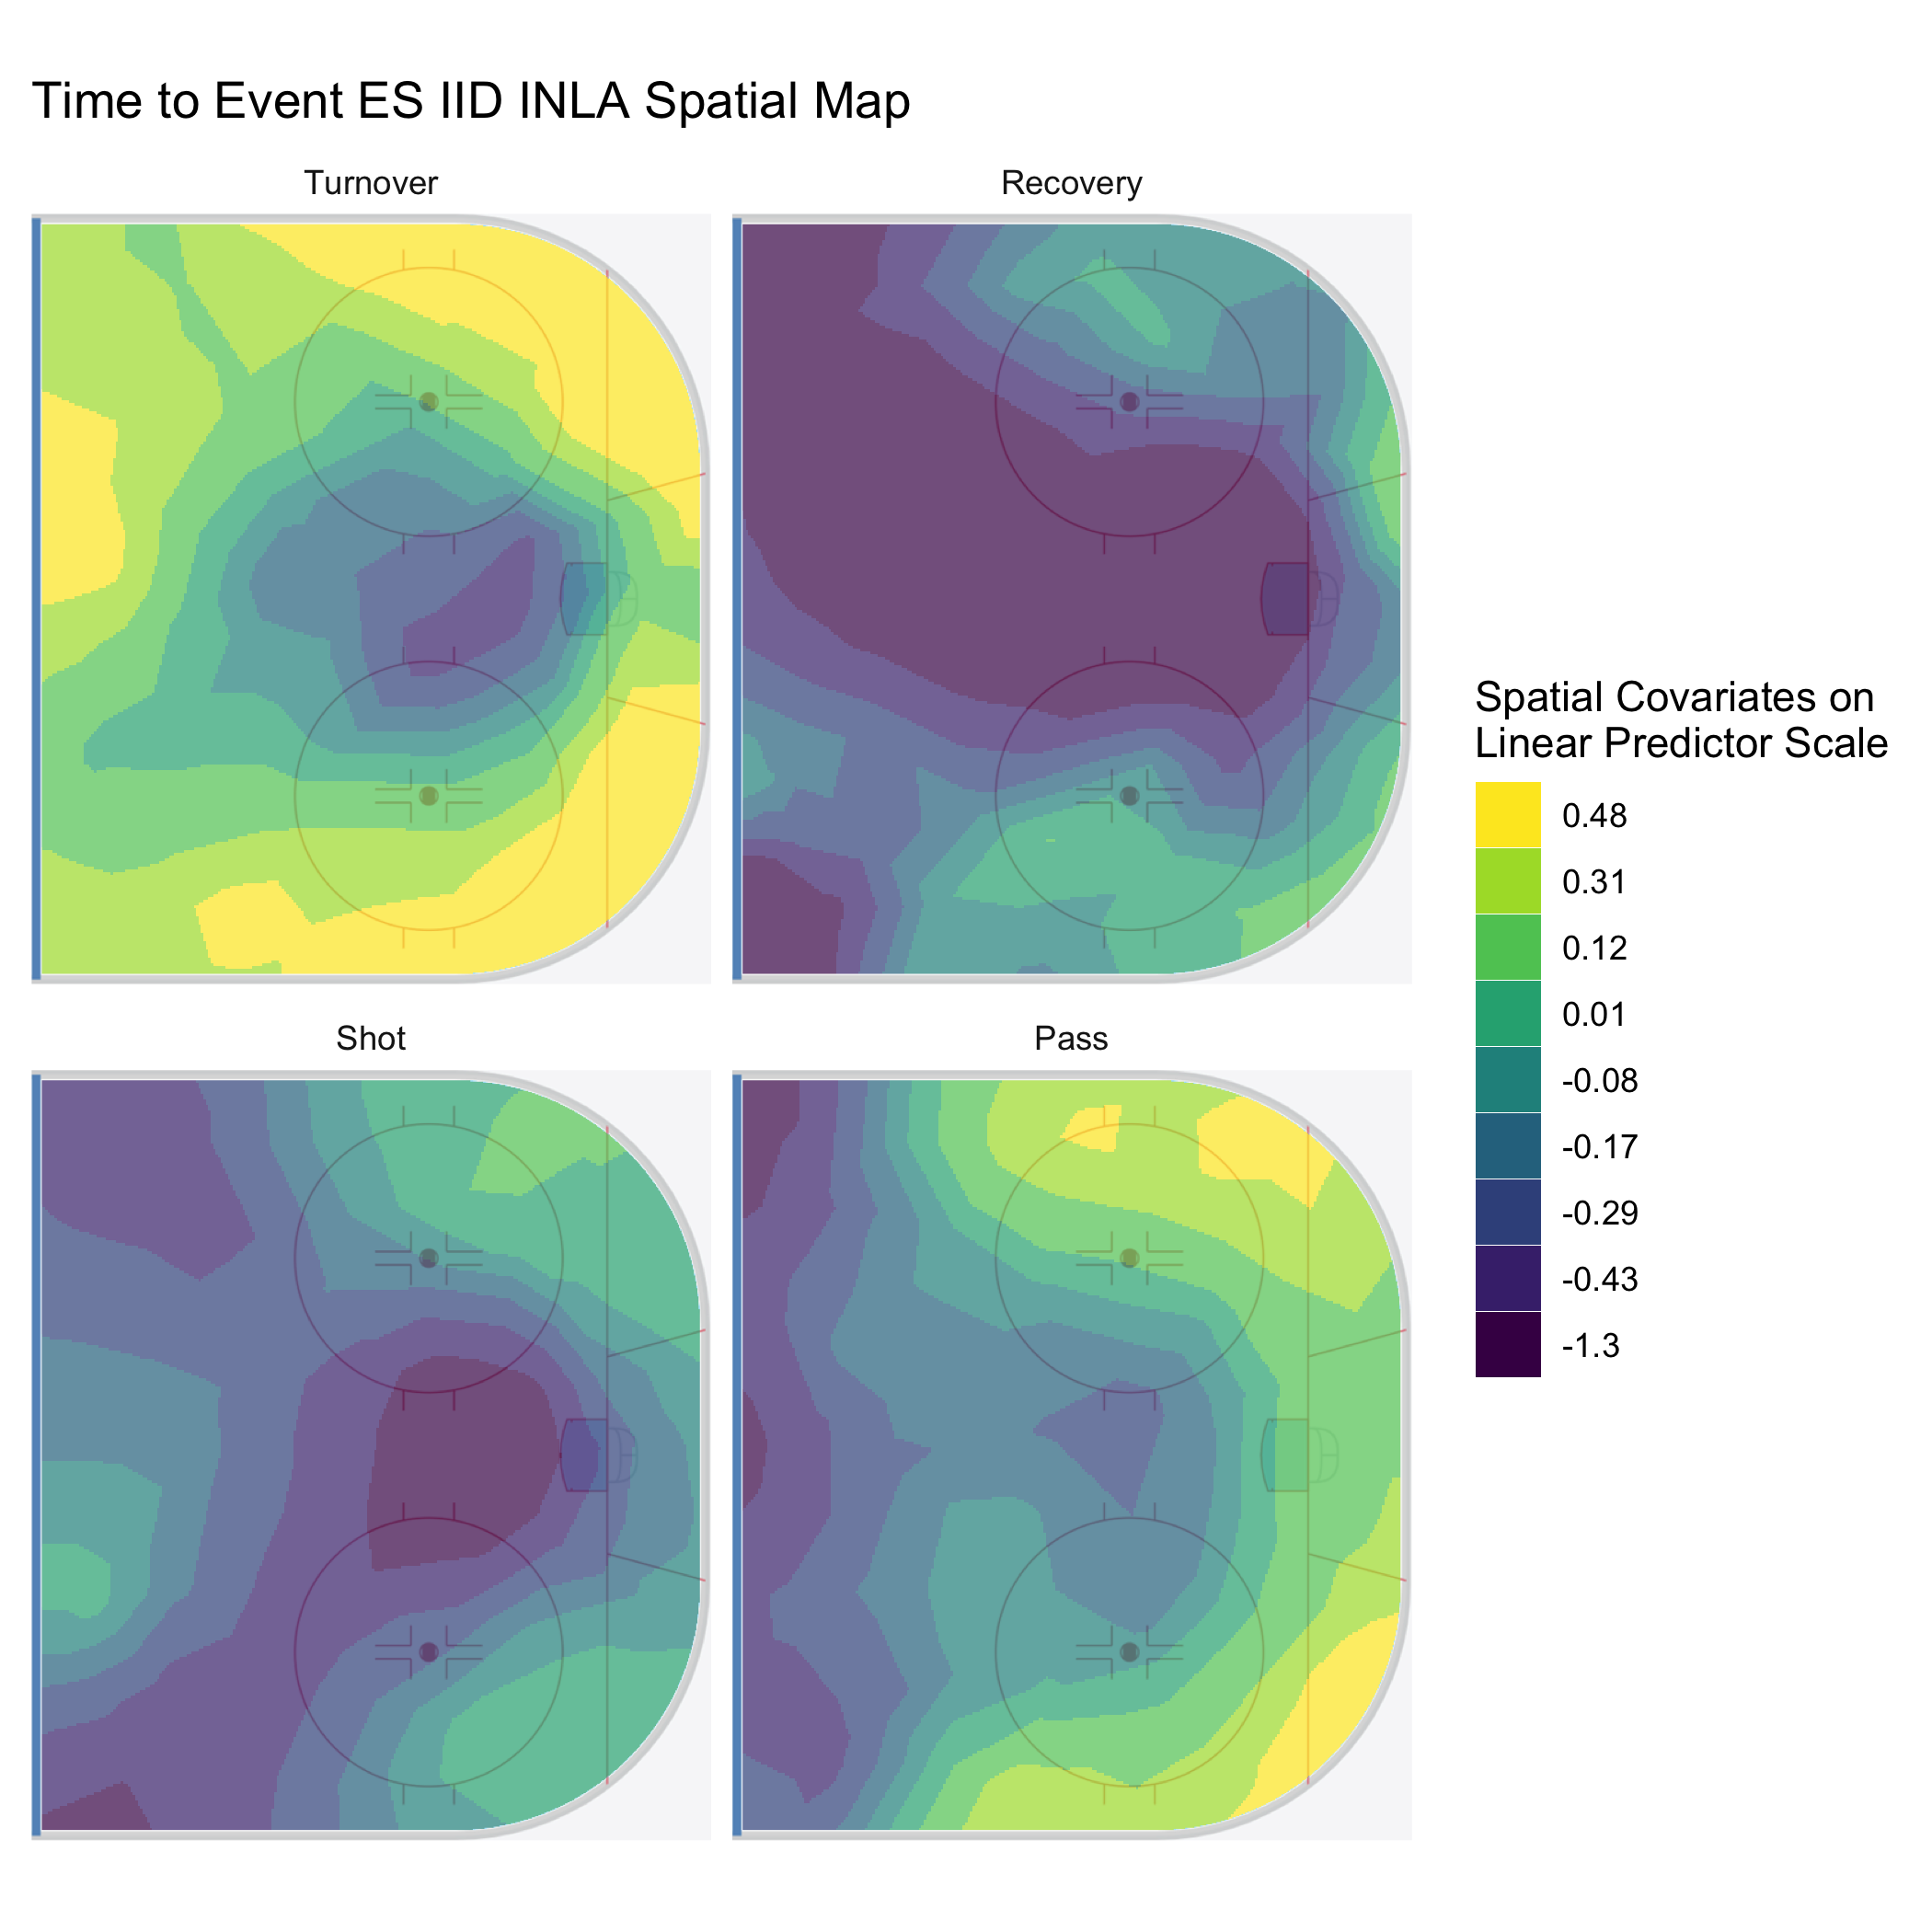 Time to Event ES IID INLA Spatial Map
Turnover
Recovery
Shot
Pass
Spatial Covariates on
Linear Predictor Scale
0.48
0.31
0.12
0.01
-0.08
-0.17
-0.29
-0.43
-1.3